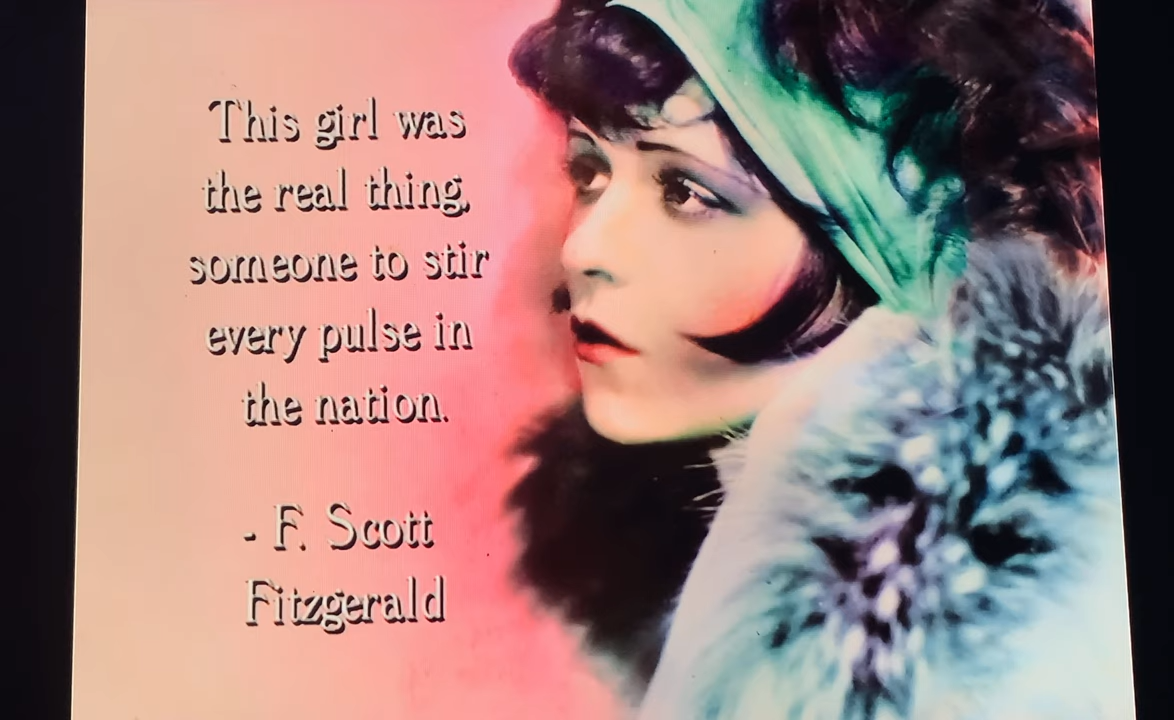 This girl was
the real thing,
someone to stir
every pulse in
the nation.
- F. Scott
Fitzgerald